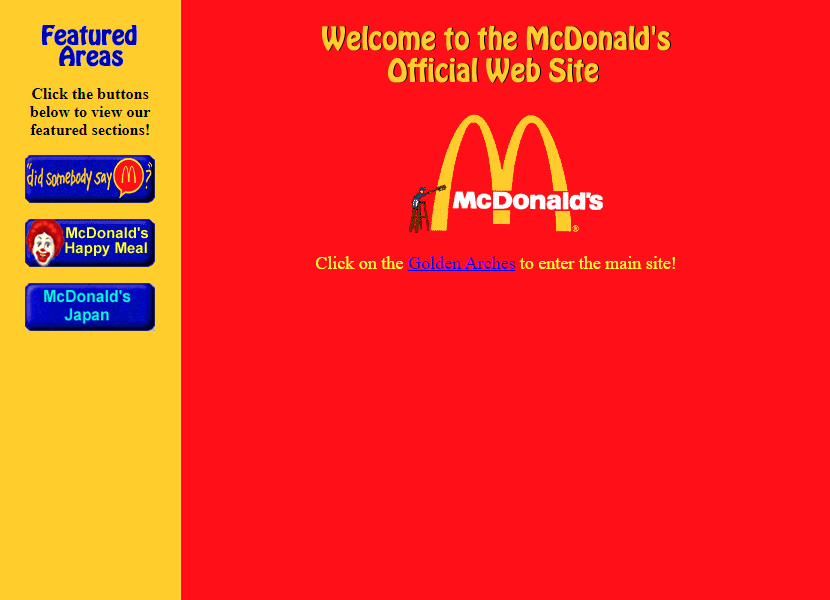 Featured
Areas
Click the buttons
below to view our
featured sections!
"did somebody say M"?
McDonald's
Happy Meal
McDonald's
Japan
Welcome to the McDonald's
Official Web Site
McDonald's
®
Click on the Golden Arches to enter the main site!